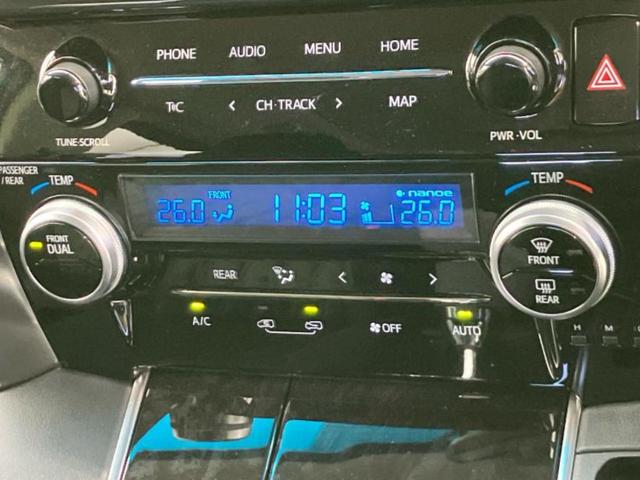 PHONE AUDIO MENU HOME
CH·TRACK MAP
TUNE·SCROLL PWR·VOL
PASSENGER
/ REAR
TEMP FRONT nanoe TEMP
26.0 11:03 26.0
FRONT
DUAL
FRONT
REAR
REAR
A/C OFF AUTO
H M